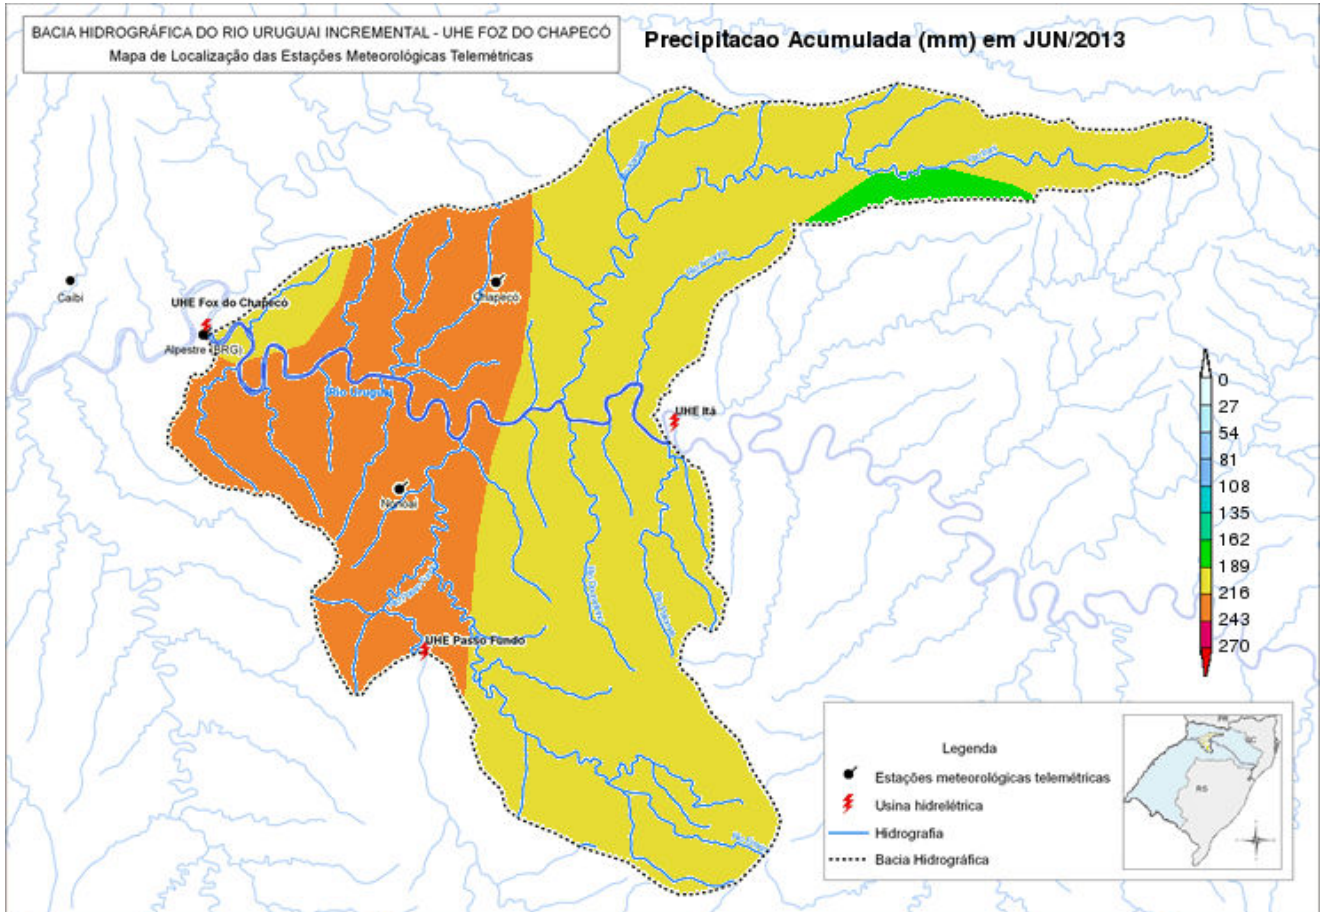 BACIA HIDROGRÁFICA DO RIO URUGUAI INCREMENTAL - UHE FOZ DO CHAPECÓ
Mapa de Localização das Estações Meteorológicas Telemétricas
Precipitacao Acumulada (mm) em JUN/2013
Caibi
UHE Fox do Chapecó
Alpestre (BRG)
Chapecó
Rio Uruguai
UHE Itá
Nonoai
UHE Passo Fundo
0
27
54
81
108
135
162
189
216
243
270
Legenda
Estações meteorológicas telemétricas
Usina hidrelétrica
Hidrografia
Bacia Hidrográfica
PR
SC
RS